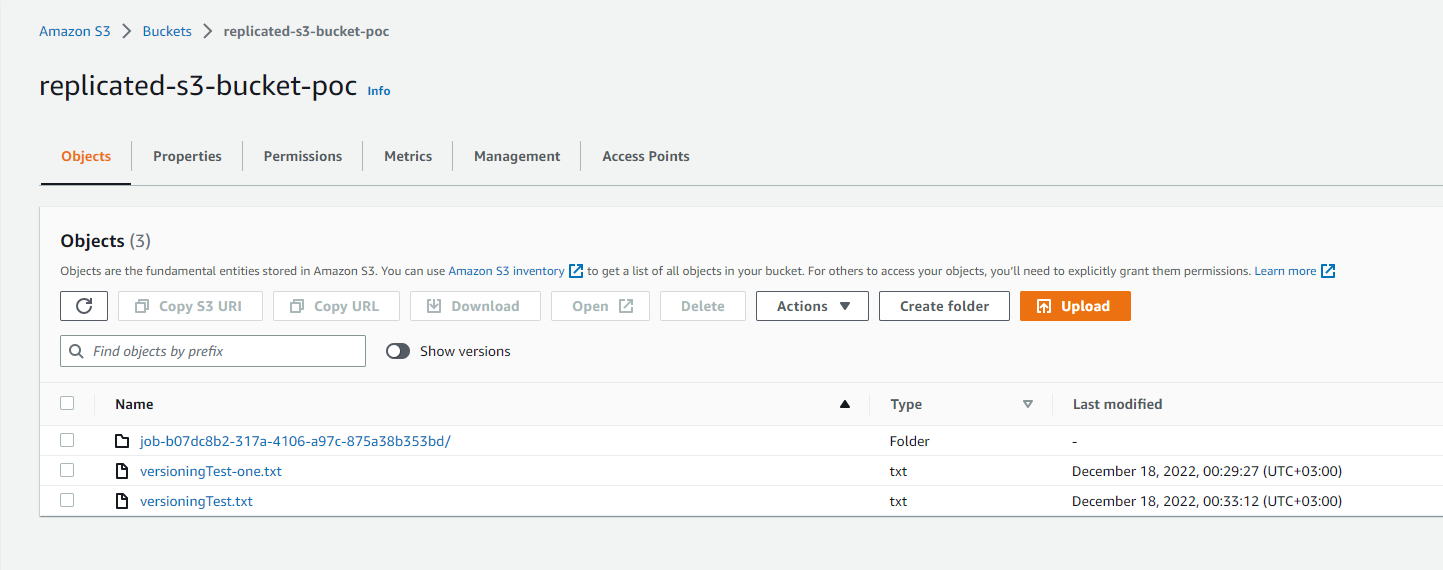 Amazon S3 > Buckets > replicated-s3-bucket-poc
replicated-s3-bucket-poc Info
Objects Properties Permissions Metrics Management Access Points
Objects (3)
Objects are the fundamental entities stored in Amazon S3. You can use Amazon S3 inventory to get a list of all objects in your bucket. For others to access your objects, you'll need to explicitly grant them permissions. Learn more
Copy S3 URI Copy URL Download Open Delete Actions Create folder Upload
Find objects by prefix Show versions
Name Type Last modified
job-b07dc8b2-317a-4106-a97c-875a38b353bd/ Folder -
versioningTest-one.txt txt December 18, 2022, 00:29:27 (UTC+03:00)
versioningTest.txt txt December 18, 2022, 00:33:12 (UTC+03:00)